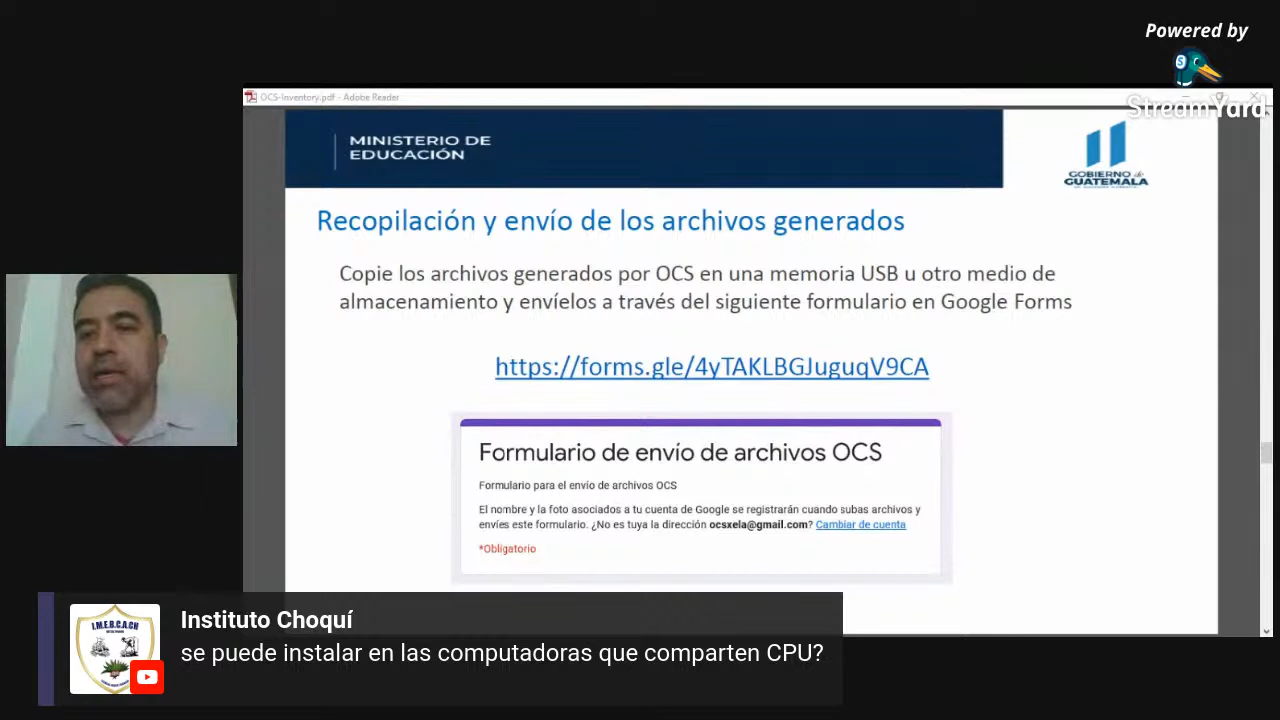 Powered by
StreamYard
OCS-Inventory.pdf - Adobe Reader
MINISTERIO DE
EDUCACIÓN
GOBIERNO de
GUATEMALA
Recopilación y envío de los archivos generados
Copie los archivos generados por OCS en una memoria USB u otro medio de
almacenamiento y envíelos a través del siguiente formulario en Google Forms
https://forms.gle/4yTAKLBGJuguqV9CA
Formulario de envío de archivos OCS
Formulario para el envío de archivos OCS
El nombre y la foto asociados a tu cuenta de Google se registrarán cuando subas archivos y
envíes este formulario. ¿No es tuya la dirección ocsxela@gmail.com? Cambiar de cuenta
*Obligatorio
I.M.E.B.C.A.CH
Instituto Choquí
se puede instalar en las computadoras que comparten CPU?